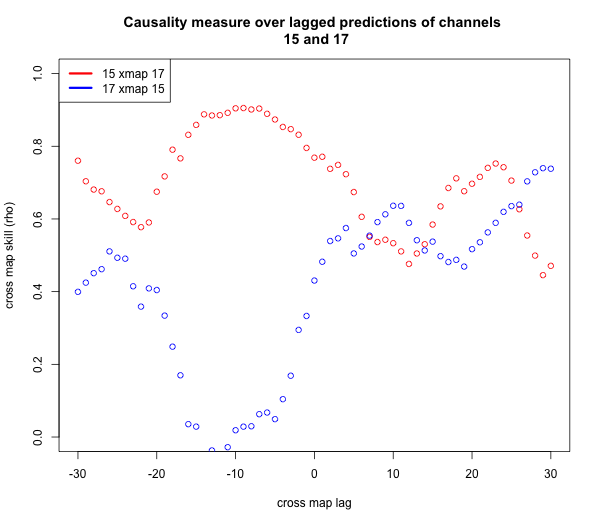 Causality measure over lagged predictions of channels
15 and 17
15 xmap 17
17 xmap 15
cross map skill (rho)
1.0
0.8
0.6
0.4
0.2
0.0
-30 -20 -10 0 10 20 30
cross map lag